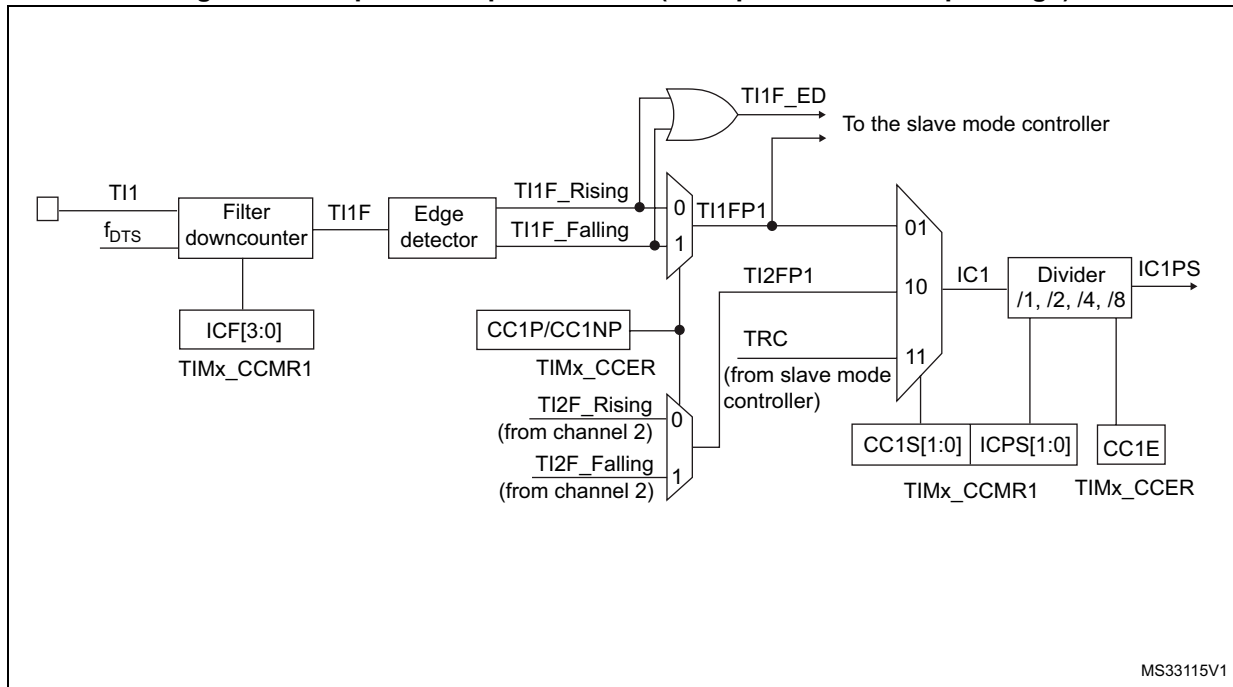 TI1F_ED
To the slave mode controller
TI1
f_DTS
Filter
downcounter
TI1F
Edge
detector
TI1F_Rising
TI1F_Falling
0
1
TI1FP1
01
10
11
TI2FP1
TRC
(from slave mode
controller)
IC1
Divider
/1, /2, /4, /8
IC1PS
ICF[3:0]
TIMx_CCMR1
CC1P/CC1NP
TIMx_CCER
TI2F_Rising
(from channel 2)
TI2F_Falling
(from channel 2)
0
1
CC1S[1:0]
ICPS[1:0]
TIMx_CCMR1
CC1E
TIMx_CCER
MS33115V1